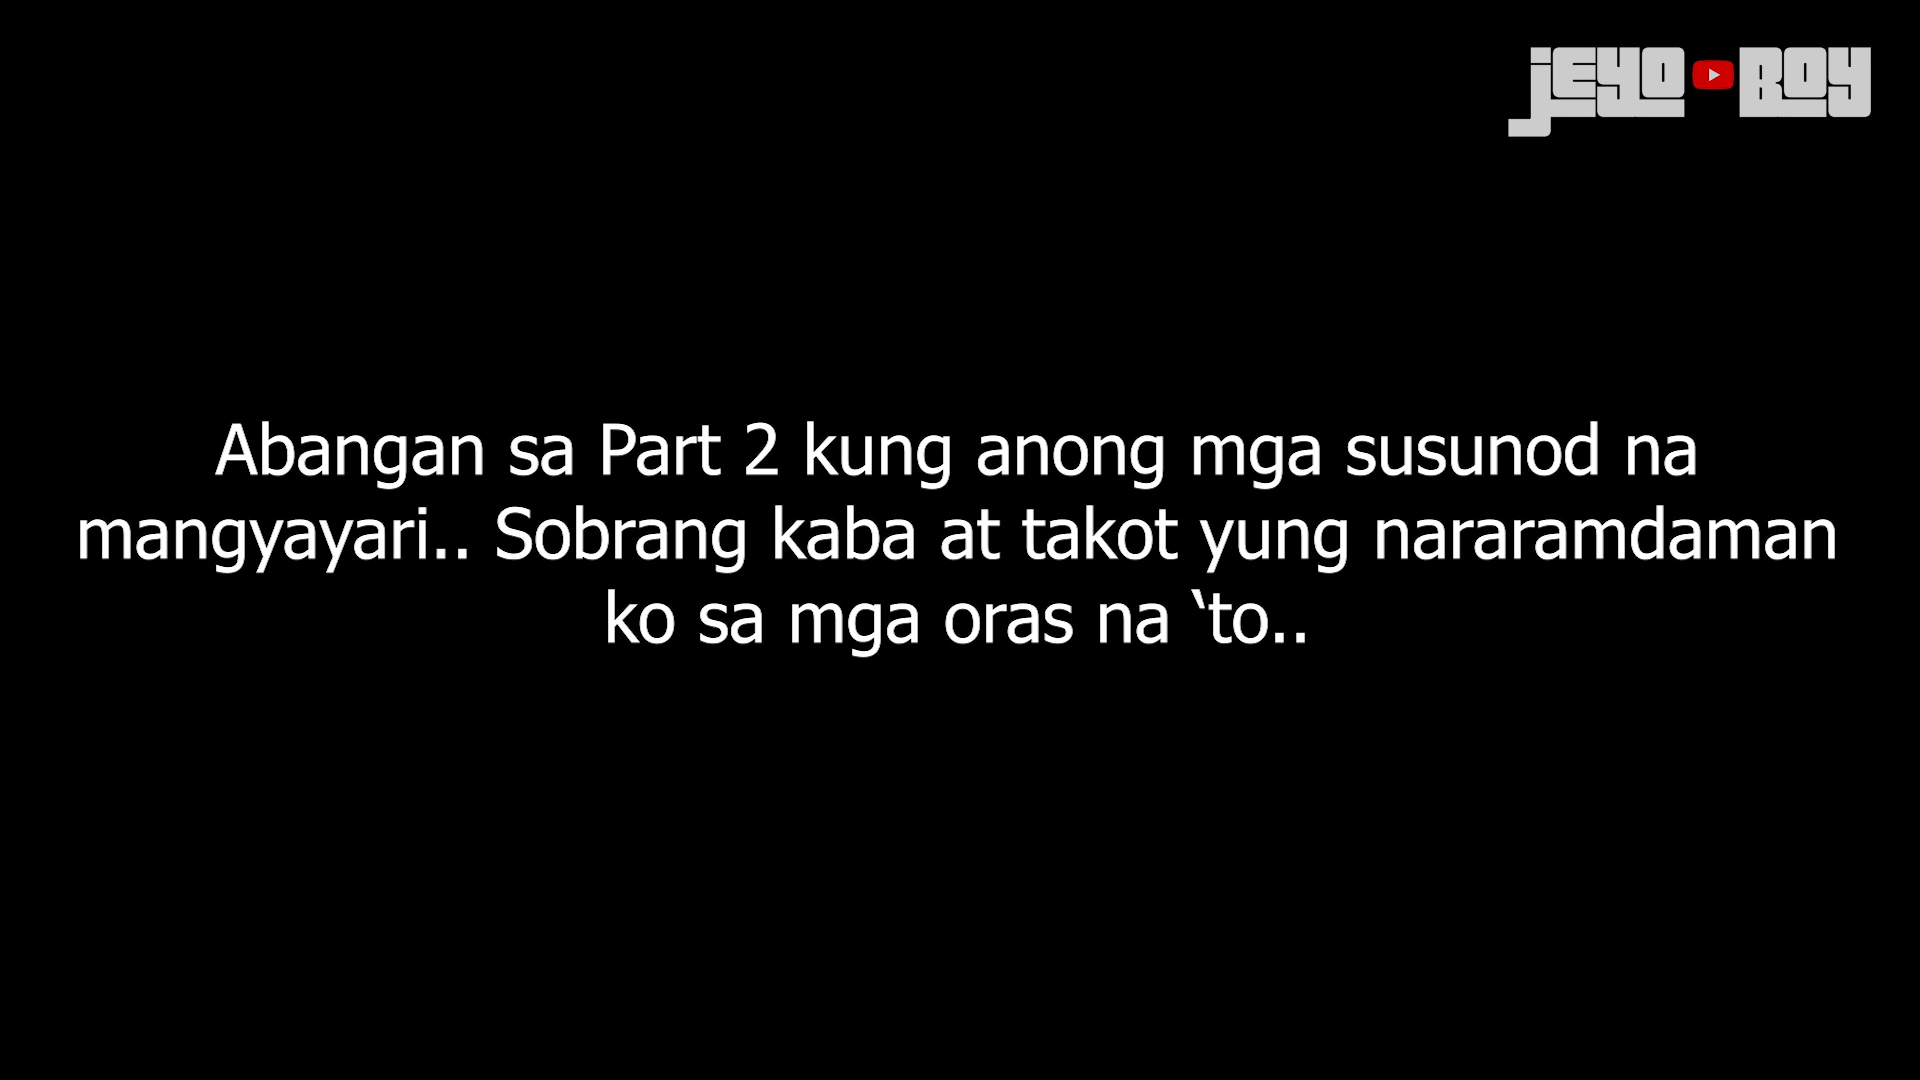 jEYO BOY
Abangan sa Part 2 kung anong mga susunod na
mangyayari.. Sobrang kaba at takot yung nararamdaman
ko sa mga oras na ‘to..